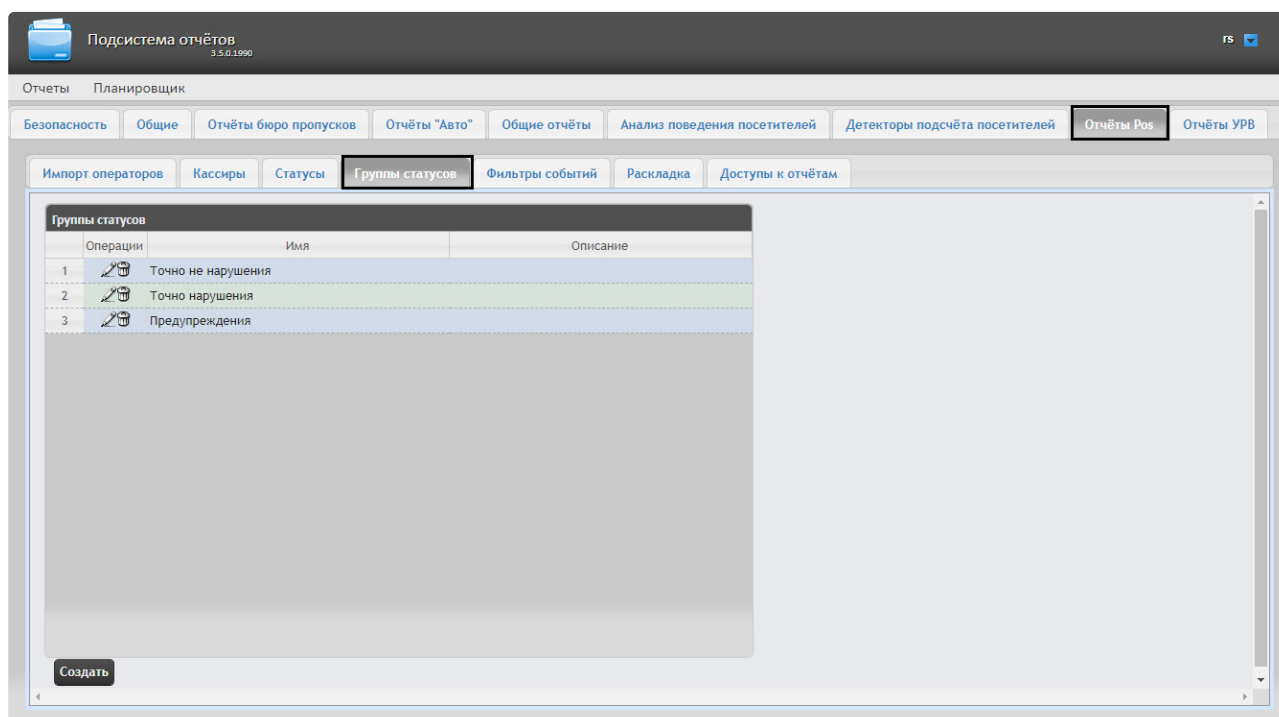 Подсистема отчётов
3.5.0.1990
rs
Отчеты Планировщик
Безопасность Общие Отчёты бюро пропусков Отчёты "Авто" Общие отчёты Анализ поведения посетителей Детекторы подсчёта посетителей Отчёты Pos Отчёты УРВ
Импорт операторов Кассиры Статусы Группы статусов Фильтры событий Раскладка Доступы к отчётам
Группы статусов
Операции Имя Описание
1 Точно не нарушения
2 Точно нарушения
3 Предупреждения
Создать